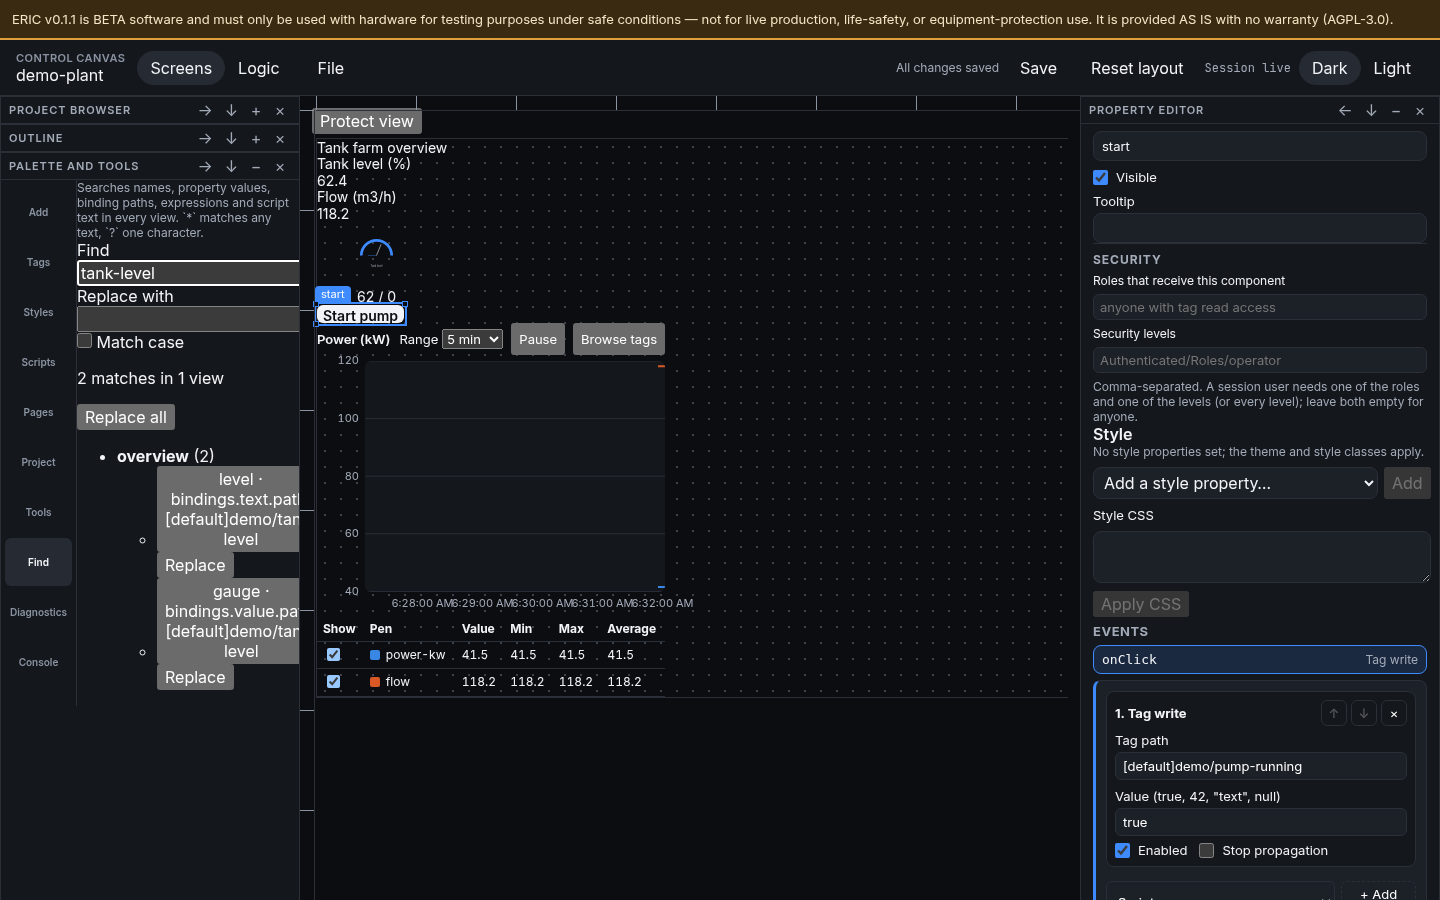 ERIC v0.1.1 is BETA software and must only be used with hardware for testing purposes under safe conditions — not for live production, life-safety, or equipment-protection use. It is provided AS IS with no warranty (AGPL-3.0).
CONTROL CANVAS
demo-plant
Screens
Logic
File
All changes saved
Save
Reset layout
Session live
Dark
Light
PROJECT BROWSER
OUTLINE
PALETTE AND TOOLS
Add
Tags
Styles
Scripts
Pages
Project
Tools
Find
Diagnostics
Console
Searches names, property values,
binding paths, expressions and script
text in every view. `*` matches any
text, `?` one character.
Find
tank-level
Replace with
Match case
2 matches in 1 view
Replace all
overview (2)
level ·
bindings.text.path
[default]demo/tan
level
Replace
gauge ·
bindings.value.pa
[default]demo/tan
level
Replace
Protect view
Tank farm overview
Tank level (%)
62.4
Flow (m3/h)
118.2
start
62 / 0
Start pump
Power (kW)
Range
5 min
Pause
Browse tags
120
100
80
60
40
6:28:00 AM
6:29:00 AM
6:30:00 AM
6:31:00 AM
6:32:00 AM
Show Pen Value Min Max Average
power-kw 41.5 41.5 41.5 41.5
flow 118.2 118.2 118.2 118.2
PROPERTY EDITOR
start
Visible
Tooltip
SECURITY
Roles that receive this component
anyone with tag read access
Security levels
Authenticated/Roles/operator
Comma-separated. A session user needs one of the roles
and one of the levels (or every level); leave both empty for
anyone.
Style
No style properties set; the theme and style classes apply.
Add a style property...
Add
Style CSS
Apply CSS
EVENTS
onClick
Tag write
1. Tag write
Tag path
[default]demo/pump-running
Value (true, 42, "text", null)
true
Enabled
Stop propagation
+ Add